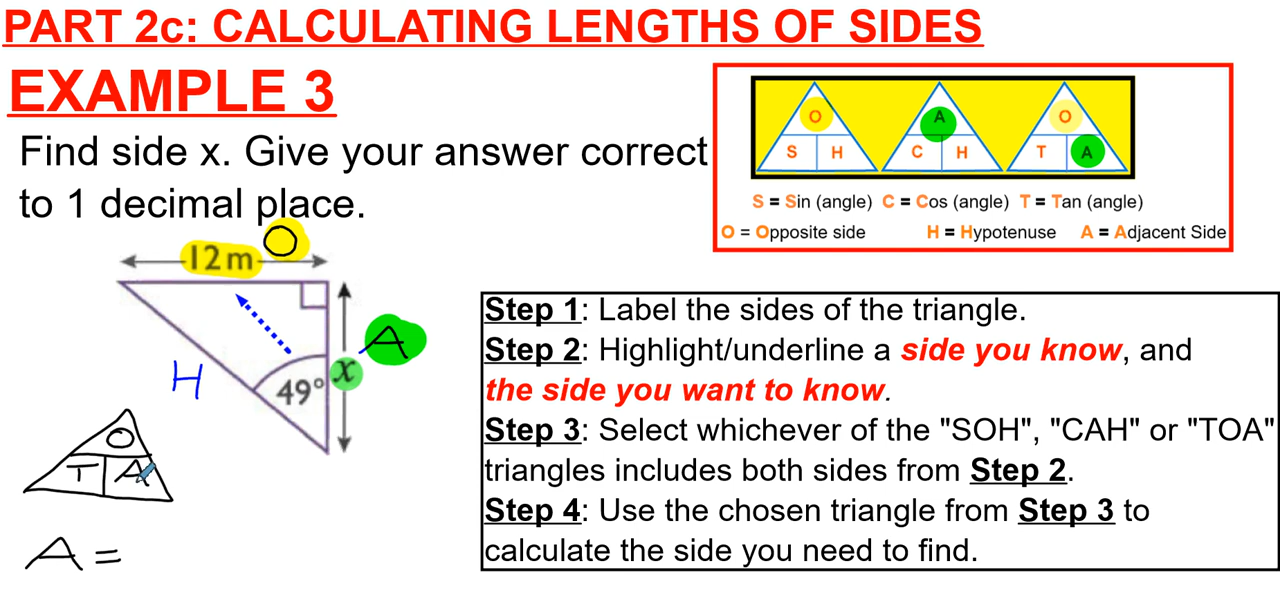 PART 2c: CALCULATING LENGTHS OF SIDES
EXAMPLE 3
Find side x. Give your answer correct
to 1 decimal place.
O
S H
A
C H
O
T A
S = Sin (angle) C = Cos (angle) T = Tan (angle)
O = Opposite side H = Hypotenuse A = Adjacent Side
O
12m
A
x
H
49°
O
T A
A =
Step 1: Label the sides of the triangle.
Step 2: Highlight/underline a side you know, and
the side you want to know.
Step 3: Select whichever of the "SOH", "CAH" or "TOA"
triangles includes both sides from Step 2.
Step 4: Use the chosen triangle from Step 3 to
calculate the side you need to find.